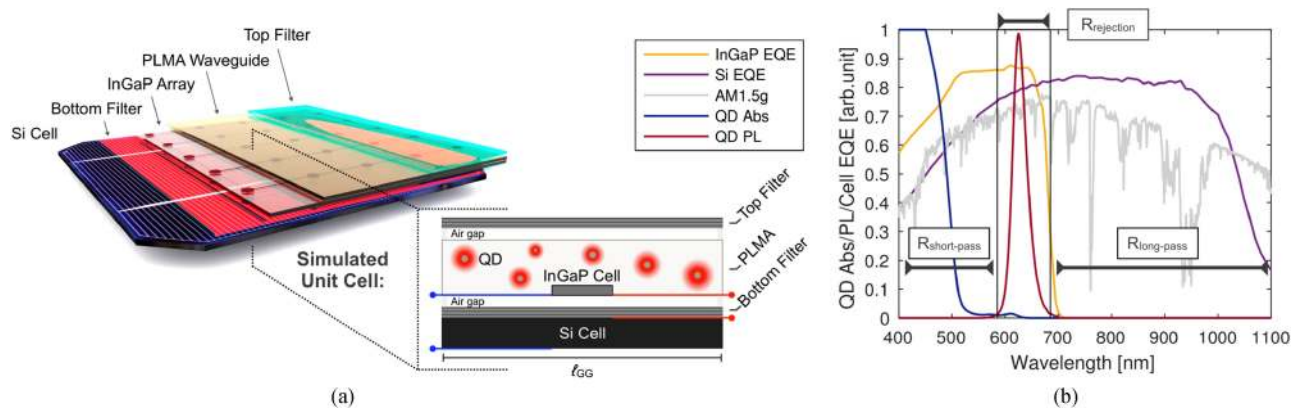 Top Filter
PLMA Waveguide
InGaP Array
Bottom Filter
Si Cell
Simulated
Unit Cell:
Air gap
QD
InGaP Cell
Air gap
Si Cell
Top Filter
PLMA
Bottom Filter
ℓGG
(a)
InGaP EQE
Si EQE
AM1.5g
QD Abs
QD PL
Rrejection
QD Abs/PL/Cell EQE [arb.unit]
1
0.9
0.8
0.7
0.6
0.5
0.4
0.3
0.2
0.1
0
Rshort-pass
Rlong-pass
400 500 600 700 800 900 1000 1100
Wavelength [nm]
(b)